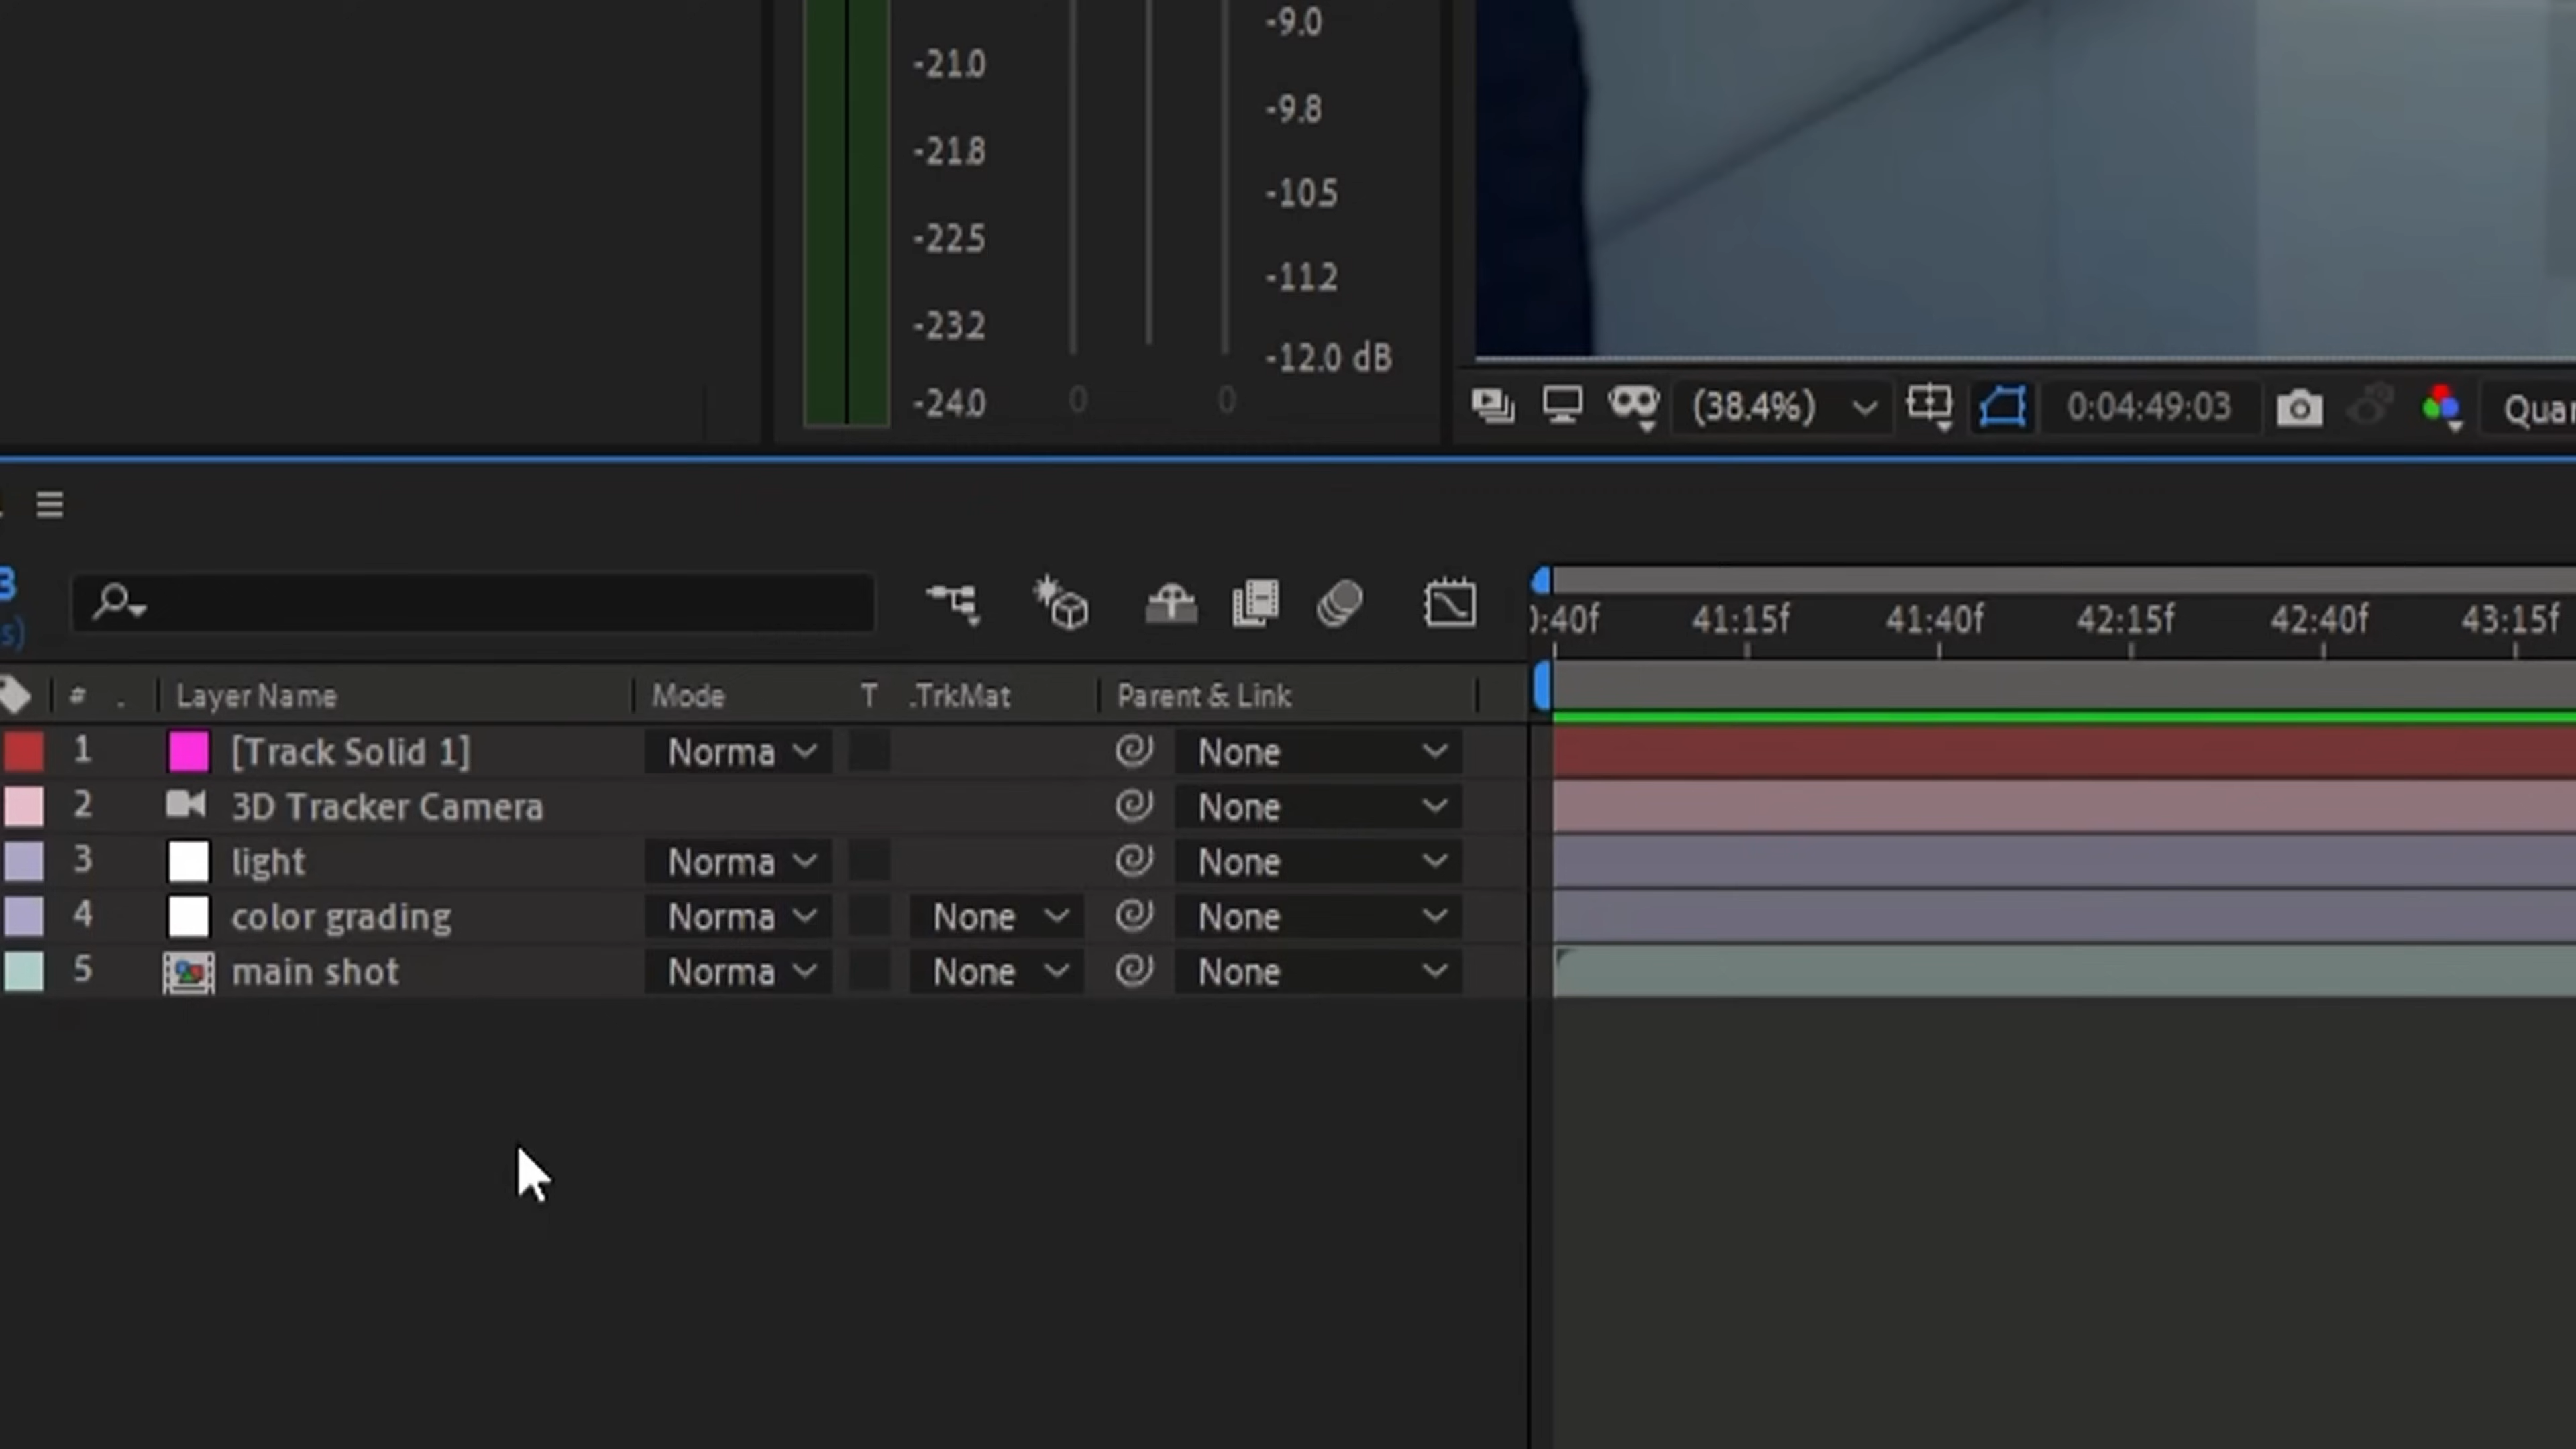 -9.0
-21.0
-9.8
-21.8
-10.5
-22.5
-11.2
-23.2
-12.0 dB
-24.0 0 0
(38.4%) 0:04:49:03
3
s)
:40f 41:15f 41:40f 42:15f 42:40f 43:15f
# . Layer Name Mode T .TrkMat Parent & Link
1 [Track Solid 1] Norma None
2 3D Tracker Camera None
3 light Norma None
4 color grading Norma None None
5 main shot Norma None None